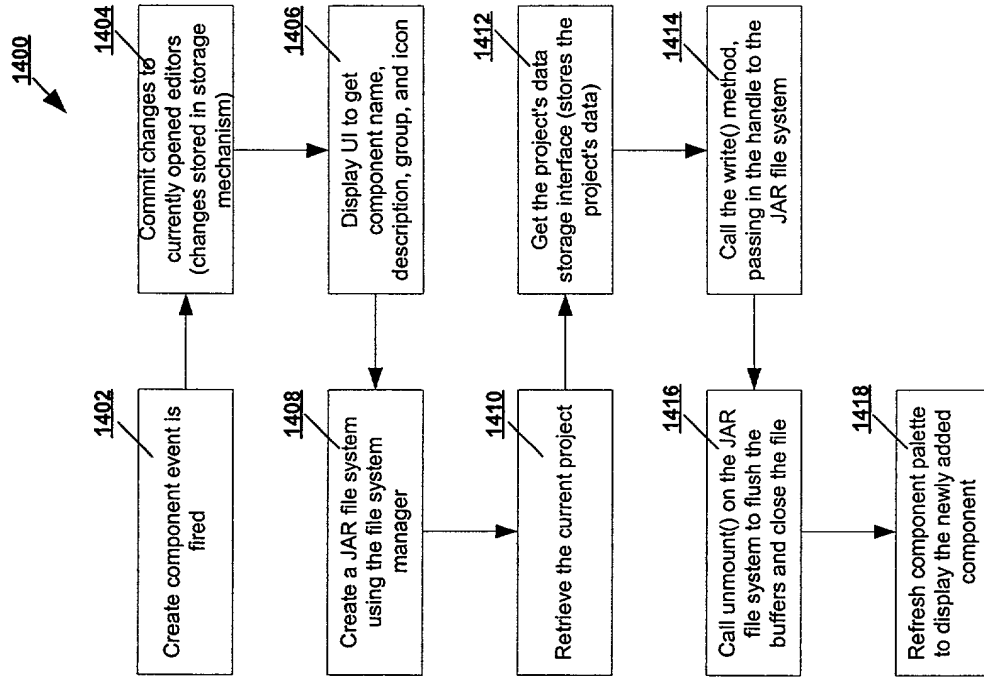 1400
1402
Create component event is
fired
1404
Commit changes to
currently opened editors
(changes stored in storage
mechanism)
1406
Display UI to get
component name,
description, group, and icon
1408
Create a JAR file system
using the file system
manager
1410
Retrieve the current project
1412
Get the project's data
storage interface (stores the
project's data)
1414
Call the write() method,
passing in the handle to the
JAR file system
1416
Call unmount() on the JAR
file system to flush the
buffers and close the file
1418
Refresh component palette
to display the newly added
component